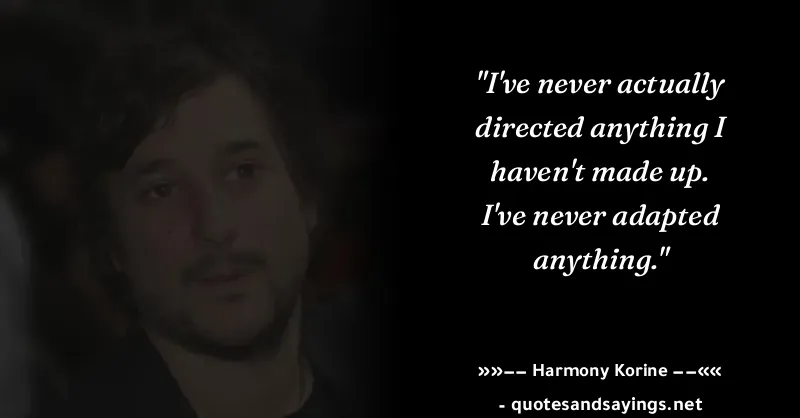 "I've never actually
directed anything I
haven't made up.
I've never adapted
anything."
»»−− Harmony Korine −−««
- quotesandsayings.net